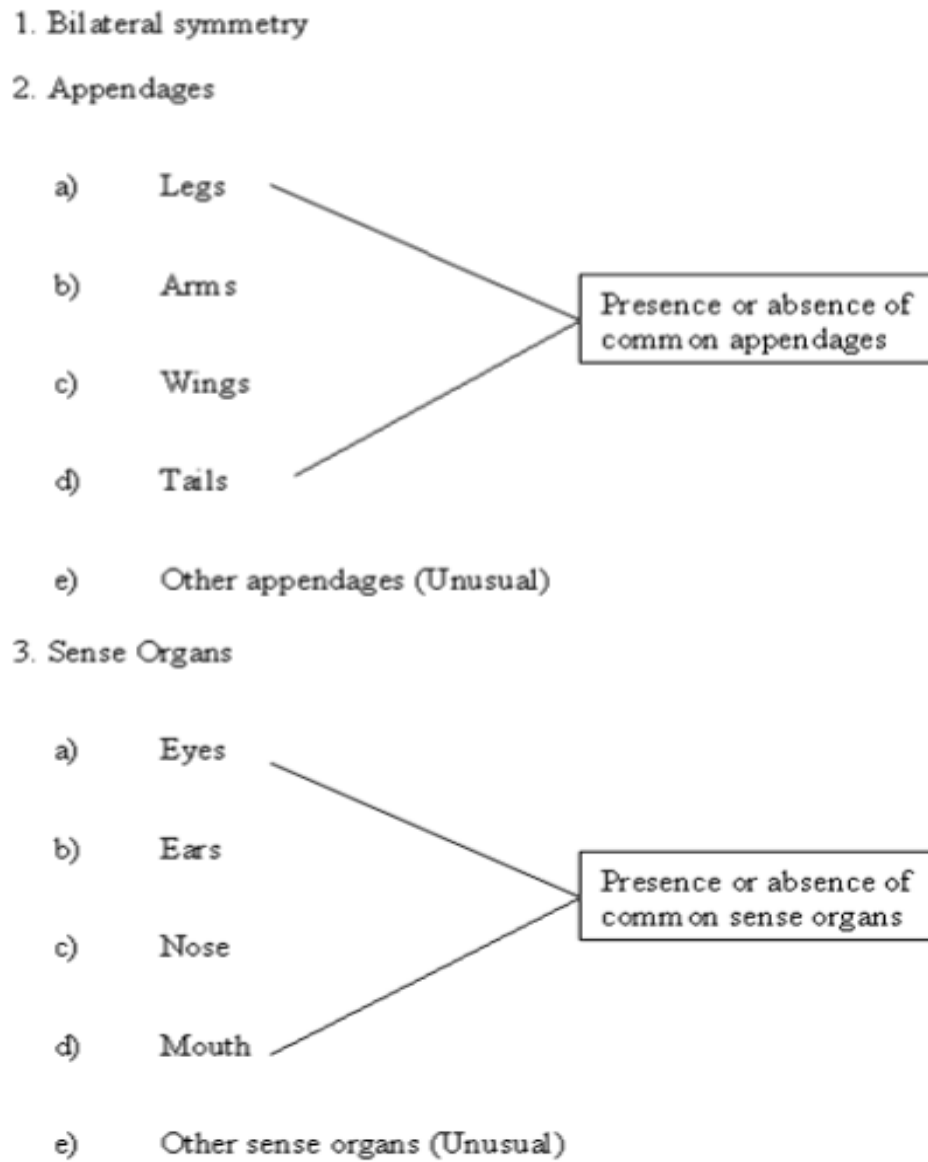 1. Bilateral symmetry
2. Appendages
a) Legs
b) Arms
c) Wings
d) Tails
Presence or absence of
common appendages
e) Other appendages (Unusual)
3. Sense Organs
a) Eyes
b) Ears
c) Nose
d) Mouth
Presence or absence of
common sense organs
e) Other sense organs (Unusual)